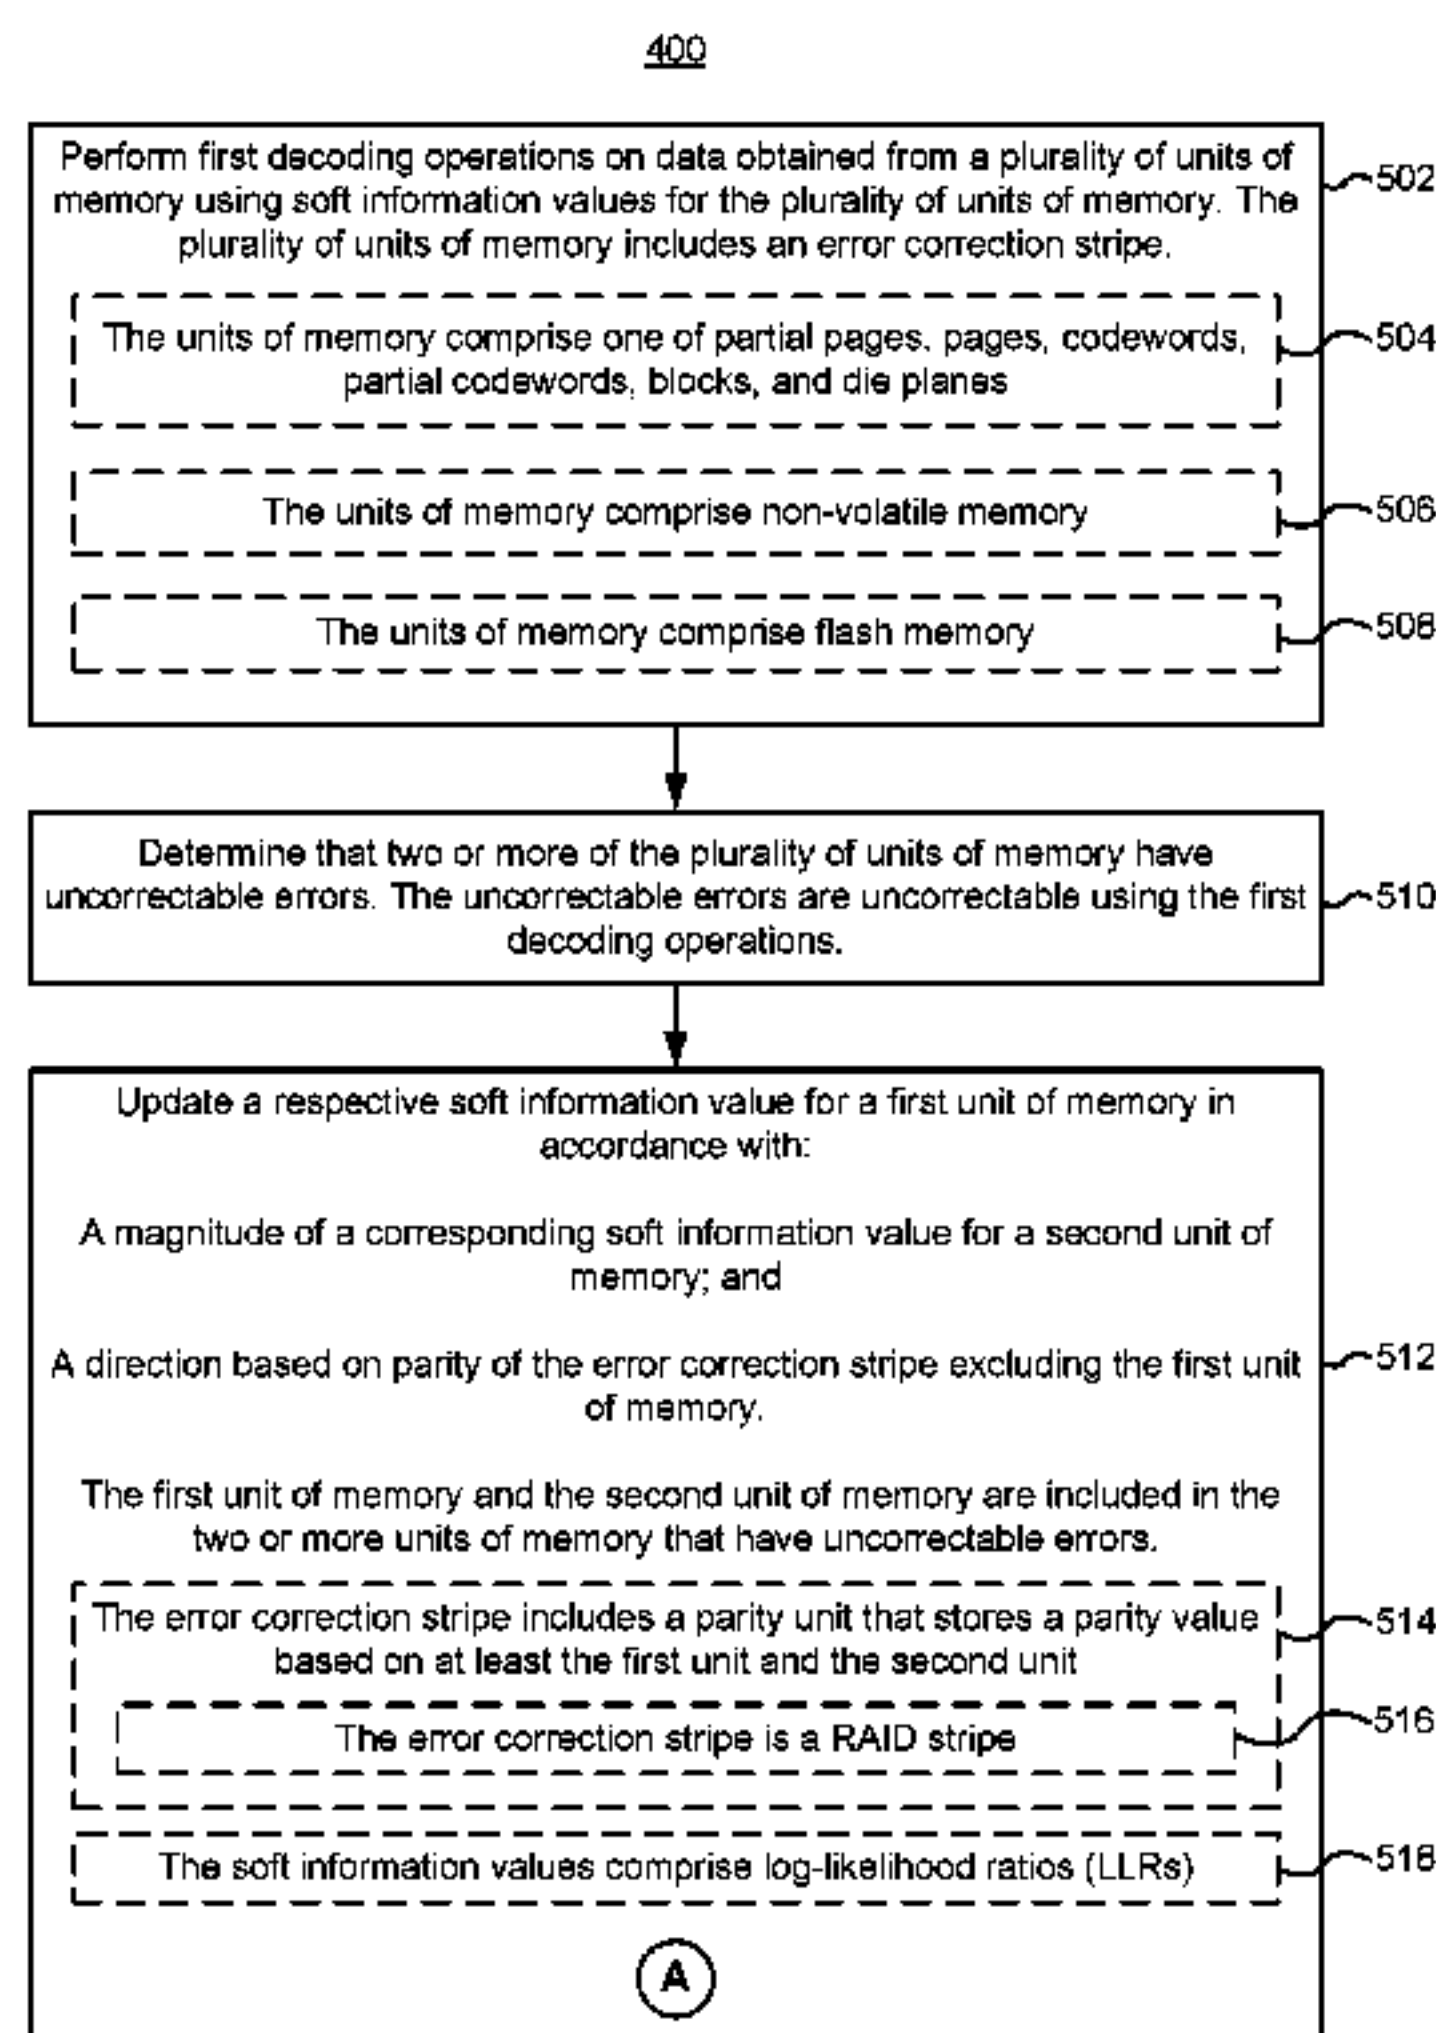 400
Perform first decoding operations on data obtained from a plurality of units of
memory using soft information values for the plurality of units of memory. The
plurality of units of memory includes an error correction stripe.
502
The units of memory comprise one of partial pages, pages, codewords,
partial codewords, blocks, and die planes
504
The units of memory comprise non-volatile memory
506
The units of memory comprise flash memory
508
Determine that two or more of the plurality of units of memory have
uncorrectable errors. The uncorrectable errors are uncorrectable using the first
decoding operations.
510
Update a respective soft information value for a first unit of memory in
accordance with:
A magnitude of a corresponding soft information value for a second unit of
memory; and
A direction based on parity of the error correction stripe excluding the first unit
of memory.
512
The first unit of memory and the second unit of memory are included in the
two or more units of memory that have uncorrectable errors.
The error correction stripe includes a parity unit that stores a parity value
based on at least the first unit and the second unit
514
The error correction stripe is a RAID stripe
516
The soft information values comprise log-likelihood ratios (LLRs)
518
A